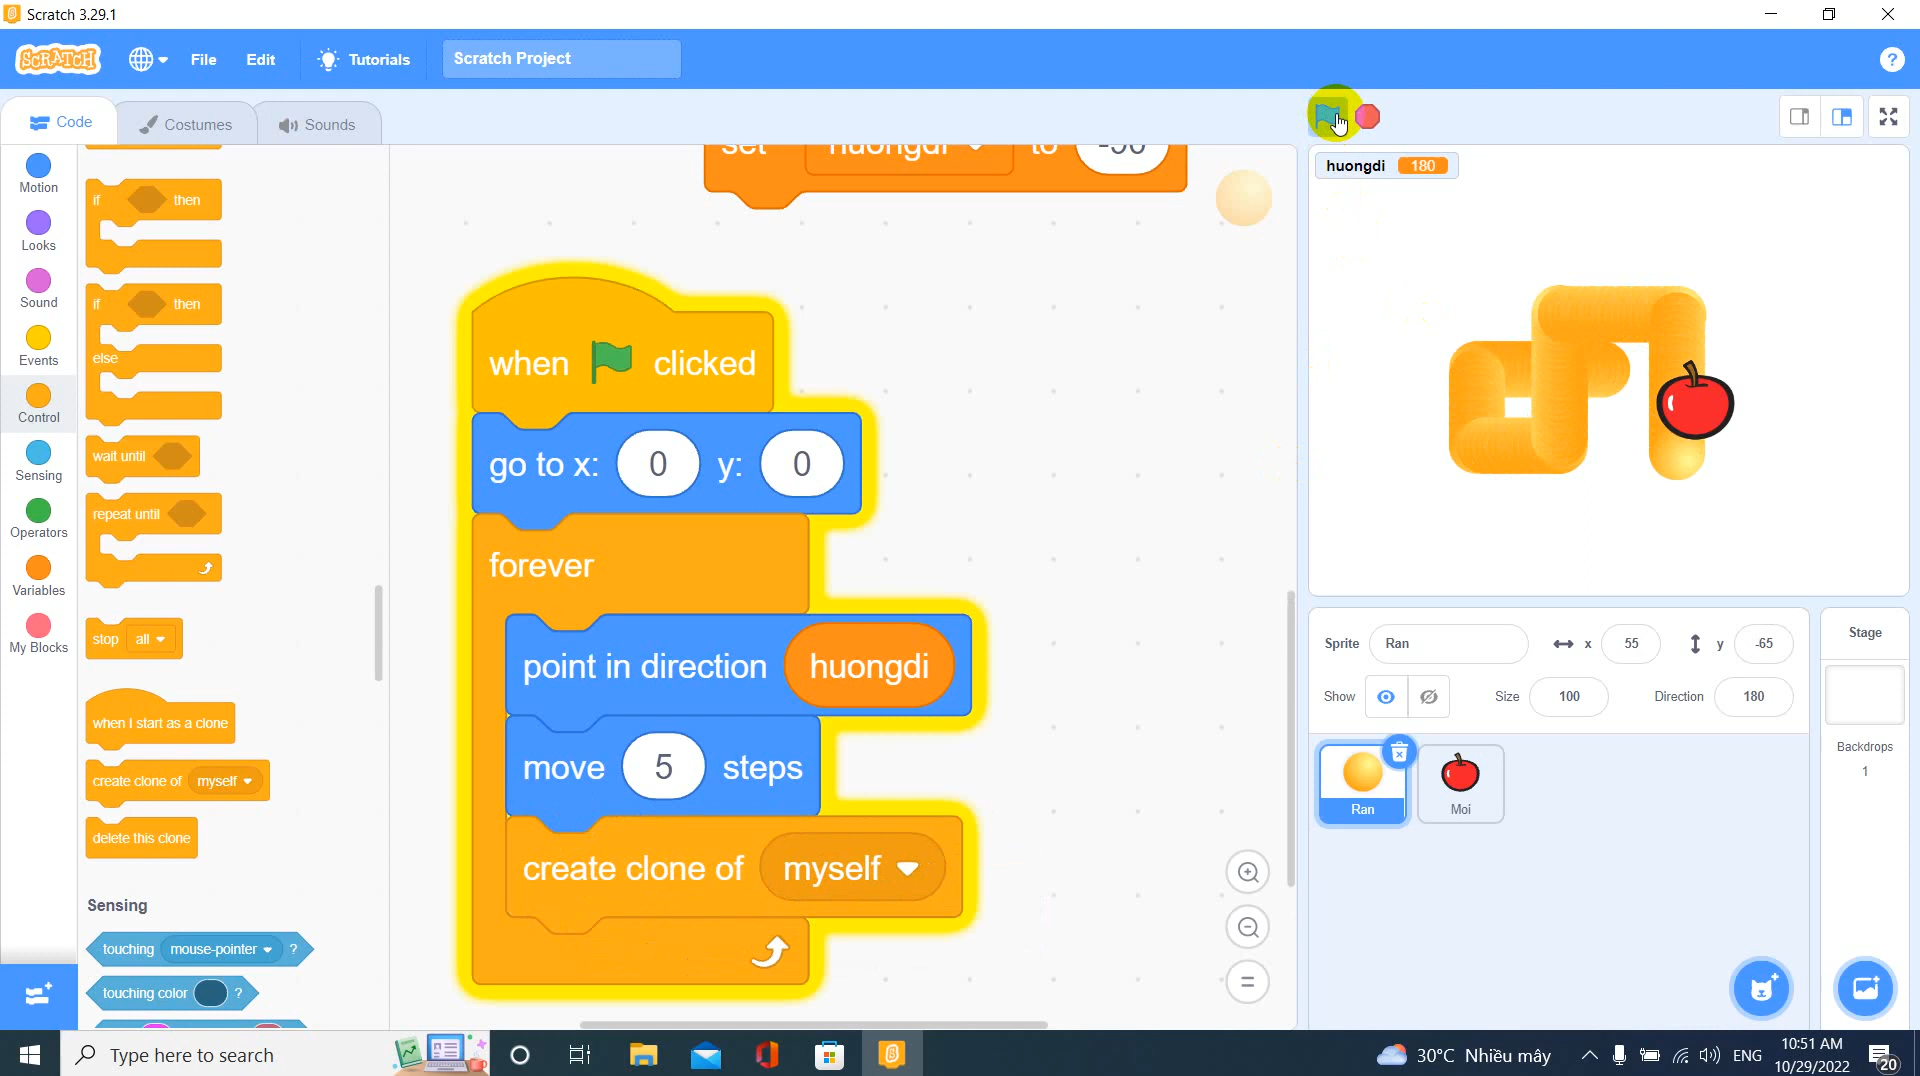 Scratch 3.29.1
SCRATCH
File
Edit
Tutorials
Scratch Project
?
Code
Costumes
Sounds
Motion
Looks
Sound
Events
Control
Sensing
Operators
Variables
My Blocks
if then
if then
else
wait until
repeat until
stop all
when I start as a clone
create clone of myself
delete this clone
Sensing
touching mouse-pointer ?
touching color ?
set huongdi to -90
when clicked
go to x: 0 y: 0
forever
point in direction huongdi
move 5 steps
create clone of myself
huongdi 180
Sprite Ran x 55 y -65
Show Size 100 Direction 180
Ran
Moi
Stage
Backdrops
1
Type here to search
30°C Nhiều mây
ENG
10:51 AM
10/29/2022
20